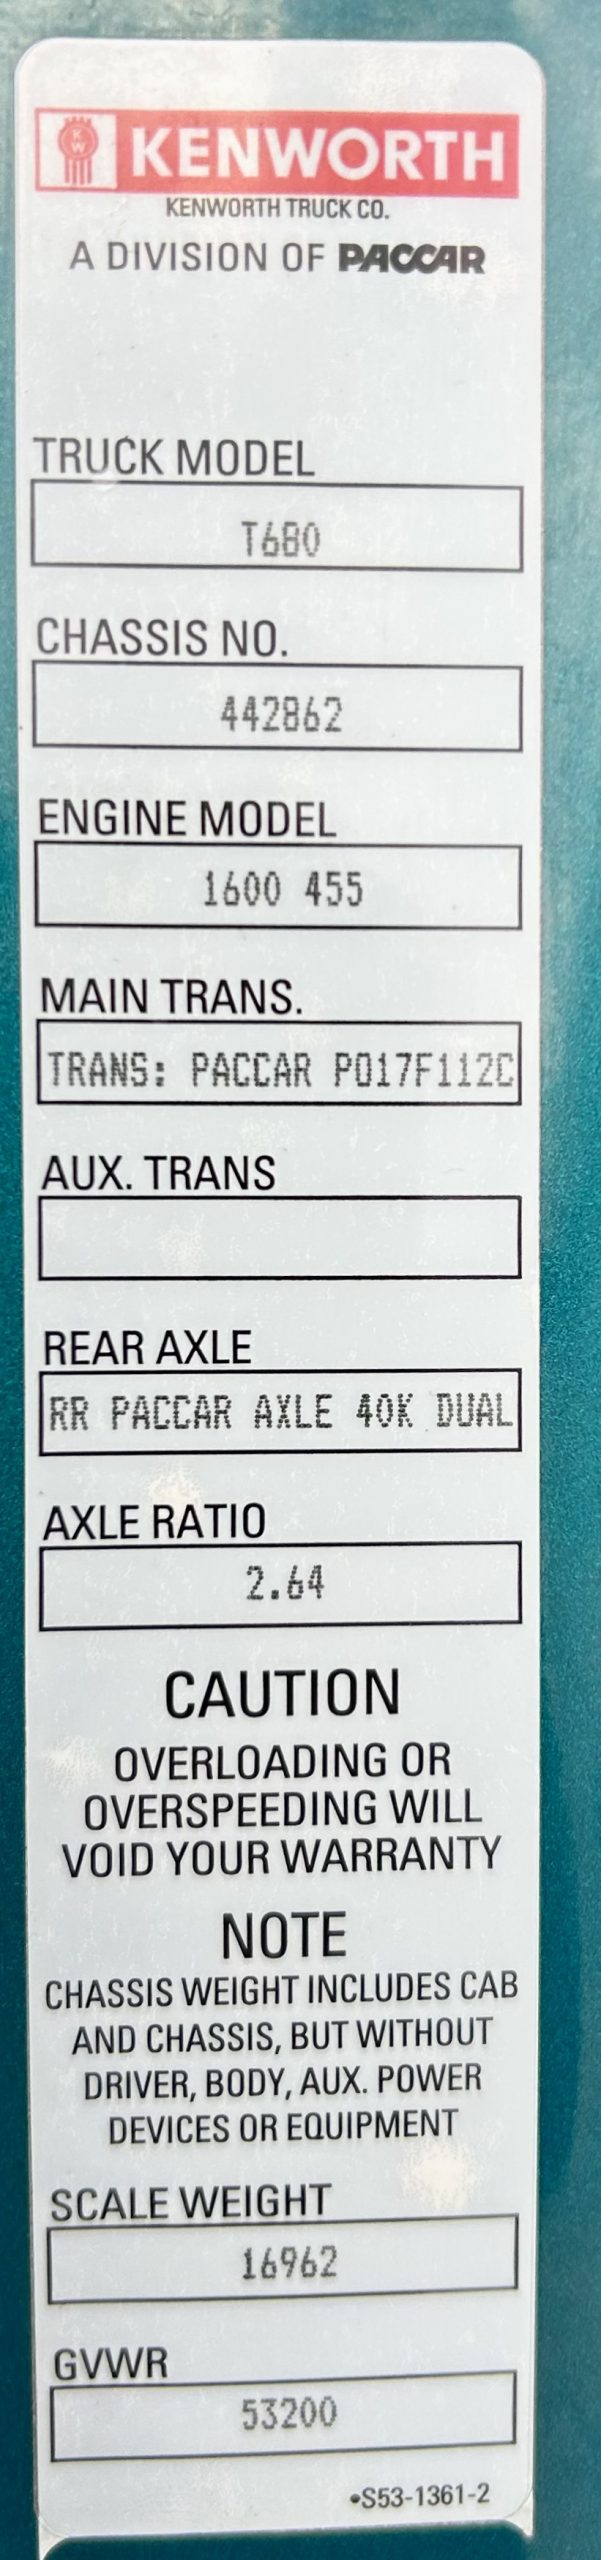 KW
KENWORTH
KENWORTH TRUCK CO.
A DIVISION OF PACCAR
TRUCK MODEL
T680
CHASSIS NO.
442862
ENGINE MODEL
1600 455
MAIN TRANS.
TRANS: PACCAR PO17F112C
AUX. TRANS
REAR AXLE
RR PACCAR AXLE 40K DUAL
AXLE RATIO
2.64
CAUTION
OVERLOADING OR
OVERSPEEDING WILL
VOID YOUR WARRANTY
NOTE
CHASSIS WEIGHT INCLUDES CAB
AND CHASSIS, BUT WITHOUT
DRIVER, BODY, AUX. POWER
DEVICES OR EQUIPMENT
SCALE WEIGHT
16962
GVWR
53200
•S53-1361-2